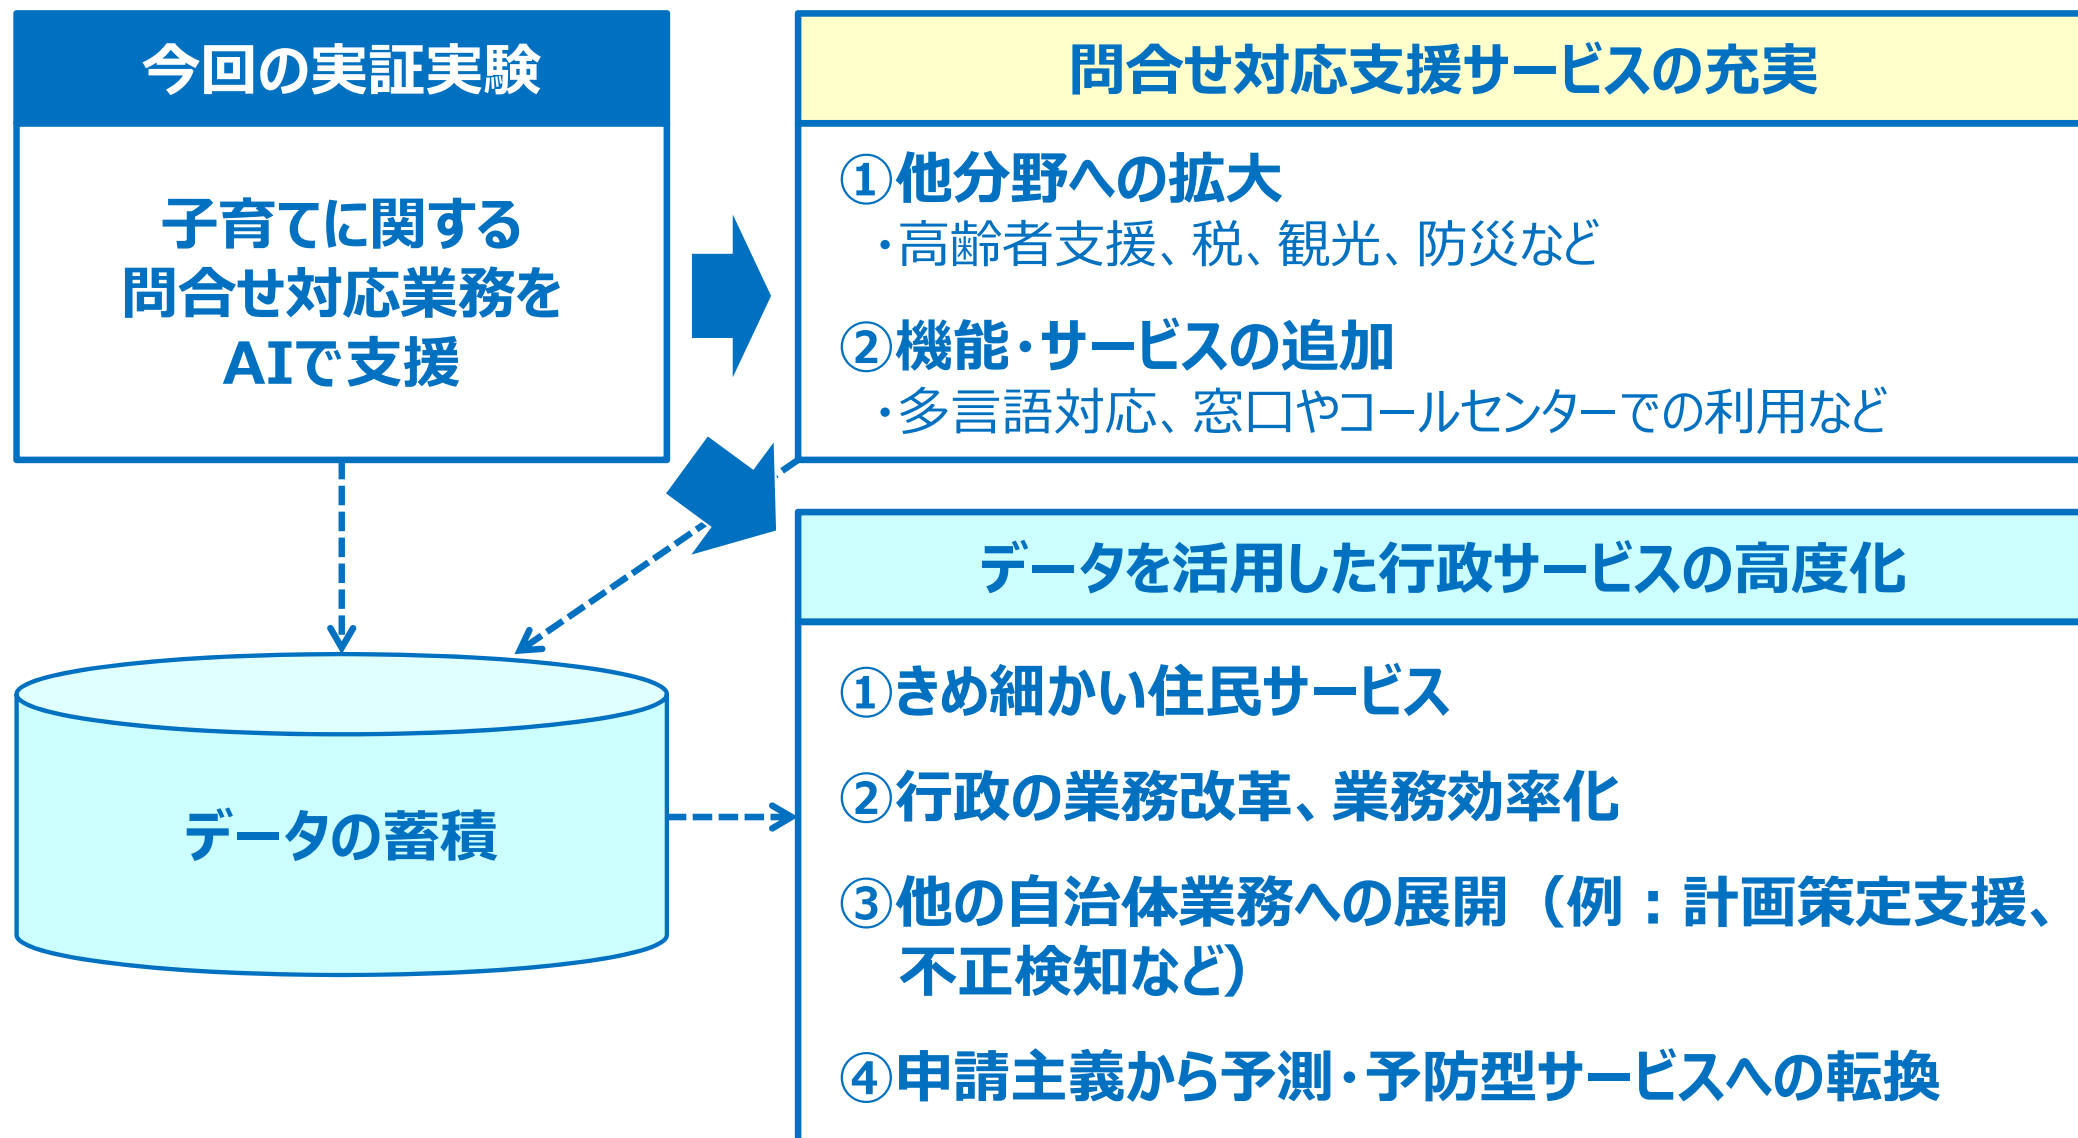 今回の実証実験
子育てに関する
問合せ対応業務を
AIで支援
問合せ対応支援サービスの充実
①他分野への拡大
・高齢者支援、税、観光、防災など
②機能・サービスの追加
・多言語対応、窓口やコールセンターでの利用など
データの蓄積
データを活用した行政サービスの高度化
①きめ細かい住民サービス
②行政の業務改革、業務効率化
③他の自治体業務への展開（例：計画策定支援、
不正検知など）
④申請主義から予測・予防型サービスへの転換